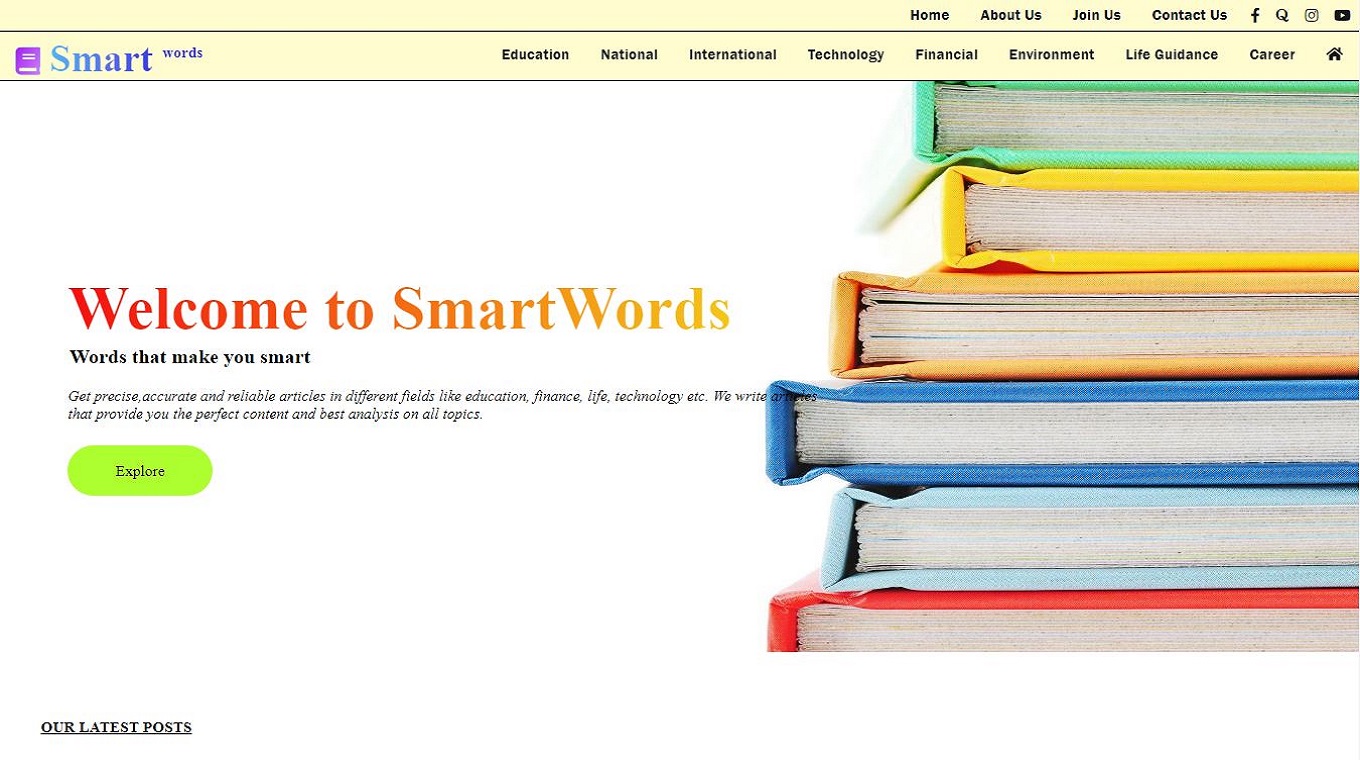 Home About Us Join Us Contact Us
Smart words
Education National International Technology Financial Environment Life Guidance Career
Welcome to SmartWords
Words that make you smart
Get precise,accurate and reliable articles in different fields like education, finance, life, technology etc. We write articles
that provide you the perfect content and best analysis on all topics.
Explore
OUR LATEST POSTS